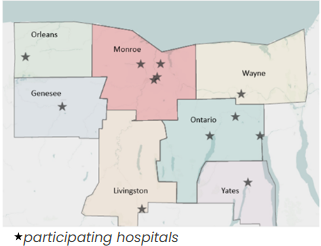 Orleans
Monroe
Wayne
Genesee
Ontario
Livingston
Yates
★participating hospitals